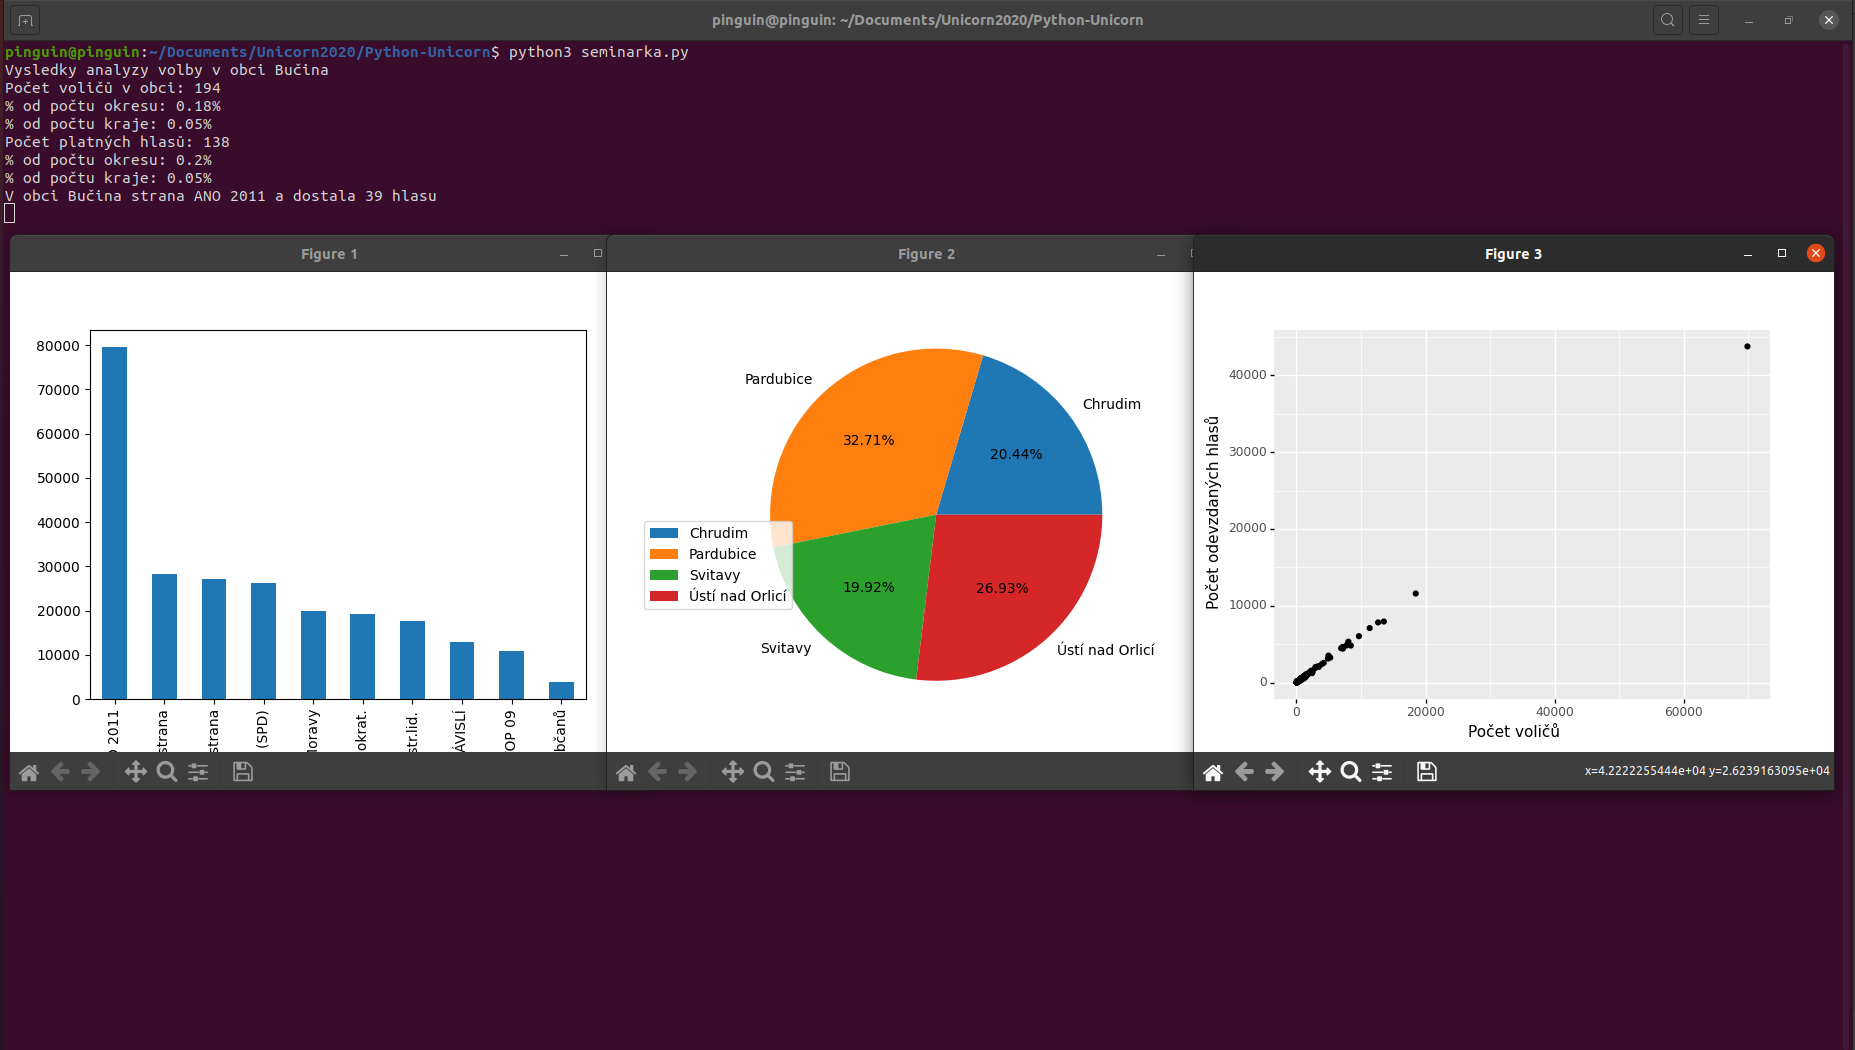 pinguin@pinguin: ~/Documents/Unicorn2020/Python-Unicorn
pinguin@pinguin:~/Documents/Unicorn2020/Python-Unicorn$ python3 seminarka.py
Vysledky analyzy volby v obci Bučina
Počet voličů v obci: 194
% od počtu okresu: 0.18%
% od počtu kraje: 0.05%
Počet platných hlasů: 138
% od počtu okresu: 0.2%
% od počtu kraje: 0.05%
V obci Bučina strana ANO 2011 a dostala 39 hlasu
Figure 1
80000
70000
60000
50000
40000
30000
20000
10000
0
2011
strana
strana
(SPD)
Moravy
okrat.
str.lid.
ÁVISLÍ
OP 09
bčanů
Figure 2
Pardubice
Chrudim
32.71%
20.44%
Chrudim
Pardubice
Svitavy
Ústí nad Orlicí
19.92%
26.93%
Svitavy
Ústí nad Orlicí
Figure 3
Počet odevzdaných hlasů
40000
30000
20000
10000
0
0
20000
40000
60000
Počet voličů
x=4.2222255444e+04 y=2.6239163095e+04